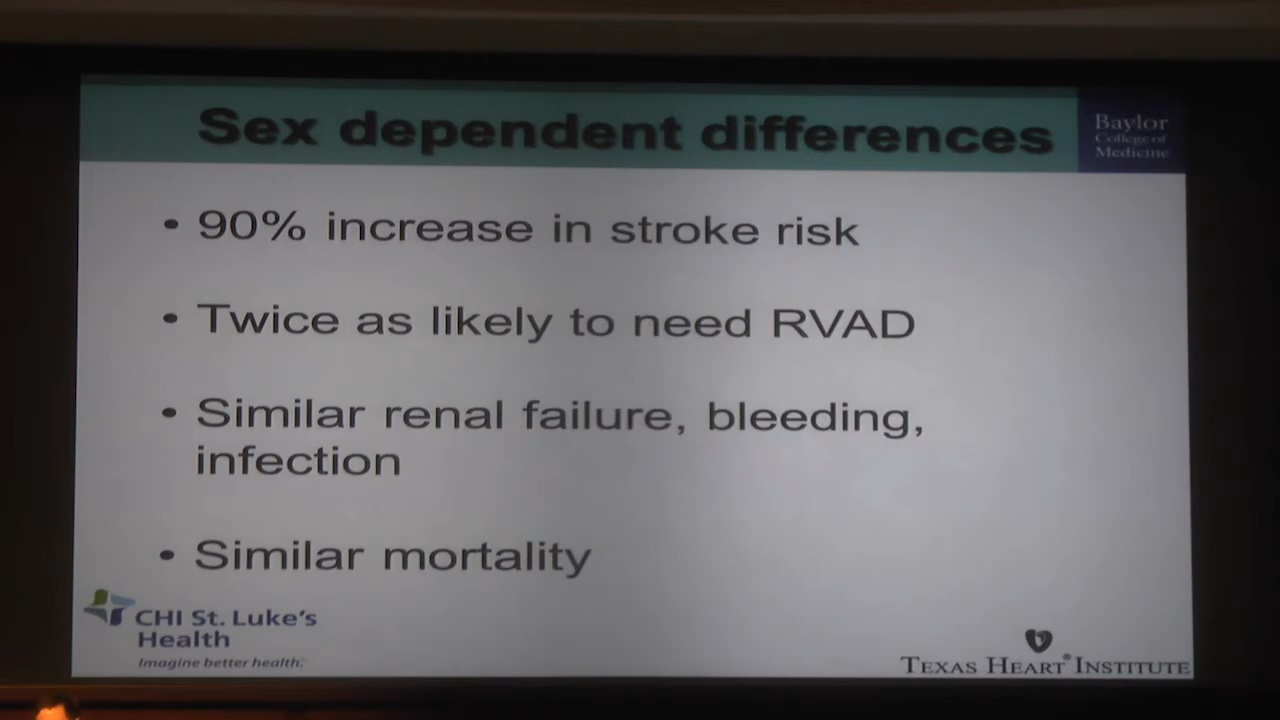 Sex dependent differences
Baylor
College of
Medicine
• 90% increase in stroke risk
• Twice as likely to need RVAD
• Similar renal failure, bleeding,
infection
• Similar mortality
CHI St. Luke's
Health
Imagine better health.
TEXAS HEART® INSTITUTE